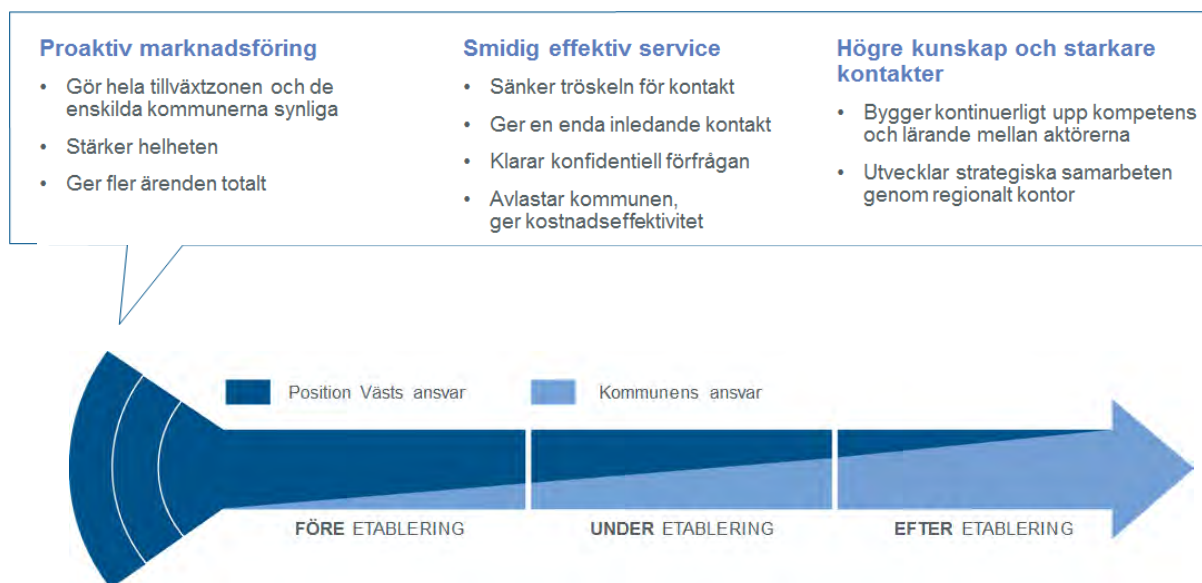 Proaktiv marknadsföring
• Gör hela tillväxtzonen och de
enskilda kommunerna synliga
• Stärker helheten
• Ger fler ärenden totalt
Smidig effektiv service
• Sänker tröskeln för kontakt
• Ger en enda inledande kontakt
• Klarar konfidentiell förfrågan
• Avlastar kommunen,
ger kostnadseffektivitet
Högre kunskap och starkare
kontakter
• Bygger kontinuerligt upp kompetens
och lärande mellan aktörerna
• Utvecklar strategiska samarbeten
genom regionalt kontor
Position Västs ansvar
Kommunens ansvar
FÖRE ETABLERING
UNDER ETABLERING
EFTER ETABLERING